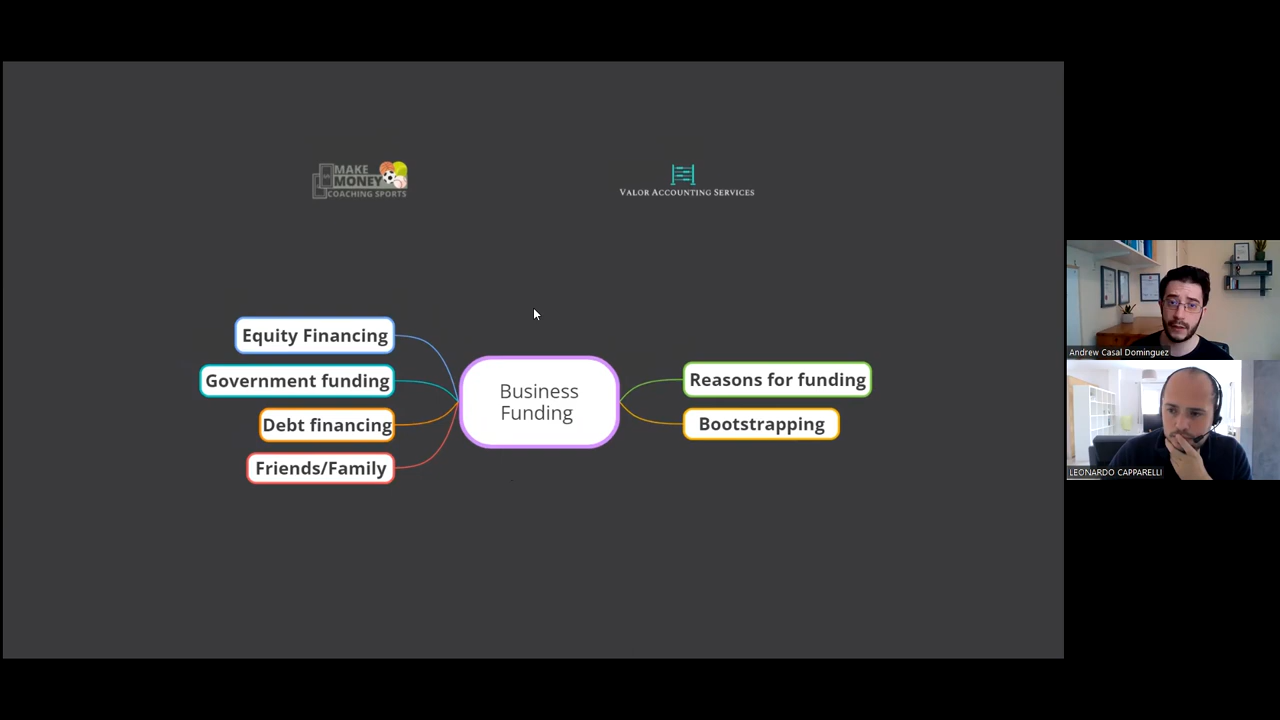 MAKE
MONEY
COACHING SPORTS
VALOR ACCOUNTING SERVICES
Equity Financing
Government funding
Debt financing
Friends/Family
Business
Funding
Reasons for funding
Bootstrapping
Andrew Casal Dominguez
LEONARDO CAPPARELLI